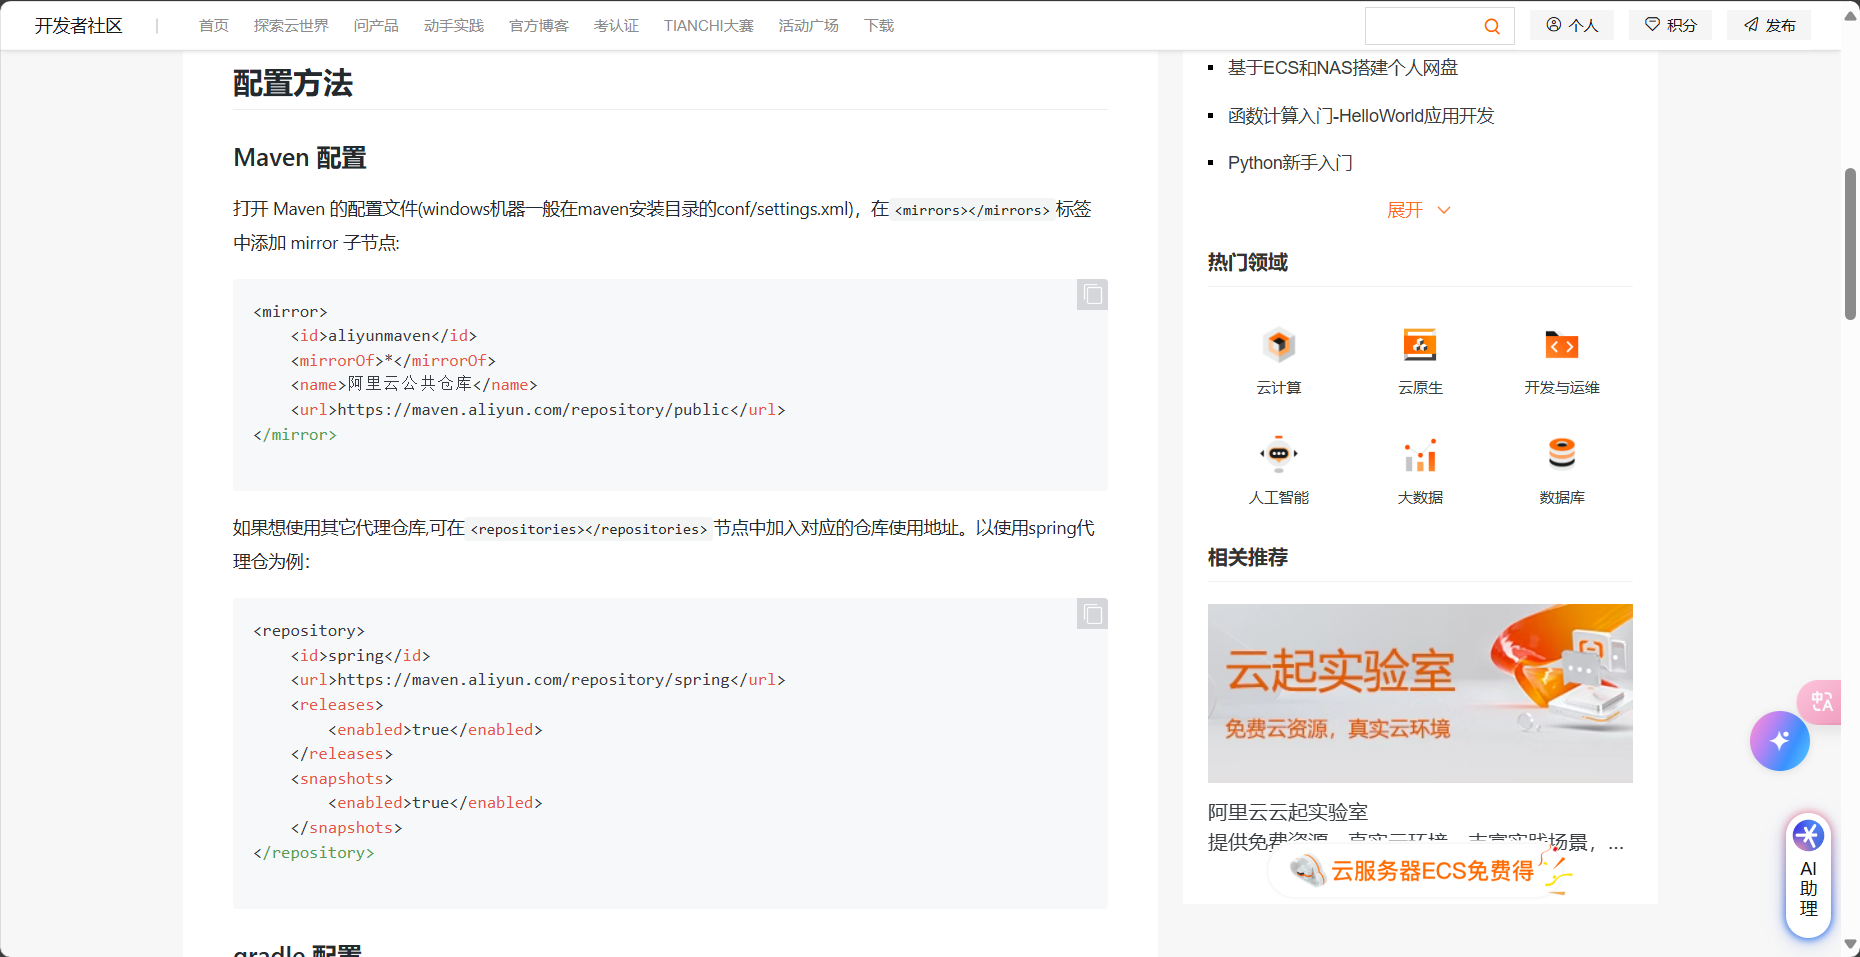 开发者社区
首页 探索云世界 问产品 动手实践 官方博客 考认证 TIANCHI大赛 活动广场 下载
个人 积分 发布
配置方法
Maven 配置
打开 Maven 的配置文件(windows机器一般在maven安装目录的conf/settings.xml)，在 <mirrors></mirrors> 标签
中添加 mirror 子节点:
<mirror>
    <id>aliyunmaven</id>
    <mirrorOf>*</mirrorOf>
    <name>阿里云公共仓库</name>
    <url>https://maven.aliyun.com/repository/public</url>
</mirror>
如果想使用其它代理仓库,可在 <repositories></repositories> 节点中加入对应的仓库使用地址。以使用spring代
理仓为例：
<repository>
    <id>spring</id>
    <url>https://maven.aliyun.com/repository/spring</url>
    <releases>
        <enabled>true</enabled>
    </releases>
    <snapshots>
        <enabled>true</enabled>
    </snapshots>
</repository>
gradle 配置
基于ECS和NAS搭建个人网盘
函数计算入门-HelloWorld应用开发
Python新手入门
展开
热门领域
云计算 云原生 开发与运维
人工智能 大数据 数据库
相关推荐
云起实验室
免费云资源，真实云环境
阿里云云起实验室
提供免费资源、真实云环境、丰富实践场景，...
云服务器ECS免费得
AI
助
理